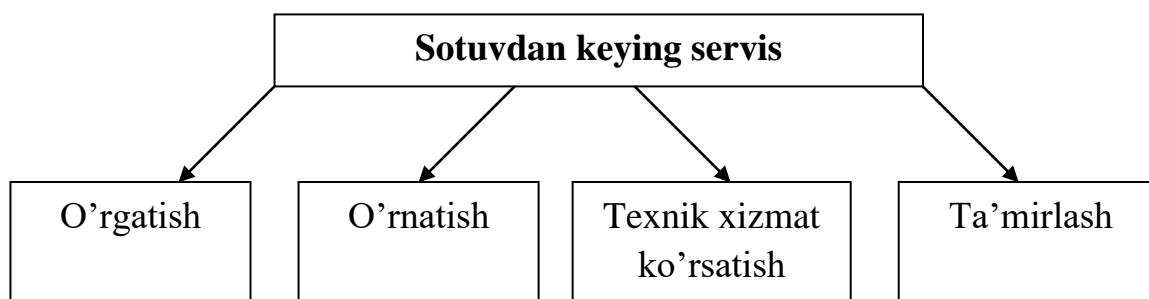 Sotuvdan keying servis
O’rgatish
O’rnatish
Texnik xizmat
ko’rsatish
Ta’mirlash